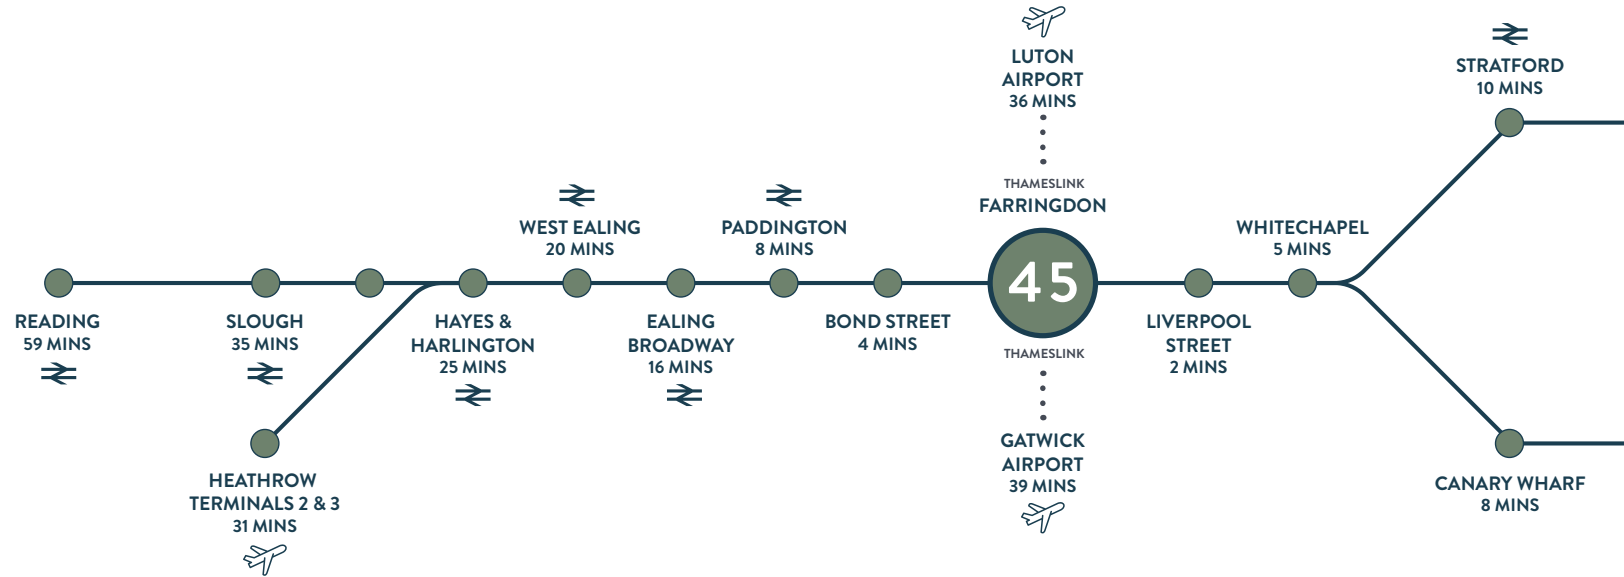 LUTON
AIRPORT
36 MINS
STRATFORD
10 MINS
THAMESLINK
FARRINGDON
WEST EALING
20 MINS
PADDINGTON
8 MINS
WHITECHAPEL
5 MINS
45
READING
59 MINS
SLOUGH
35 MINS
HAYES &
HARLINGTON
25 MINS
EALING
BROADWAY
16 MINS
BOND STREET
4 MINS
LIVERPOOL
STREET
2 MINS
THAMESLINK
GATWICK
AIRPORT
39 MINS
HEATHROW
TERMINALS 2 & 3
31 MINS
CANARY WHARF
8 MINS